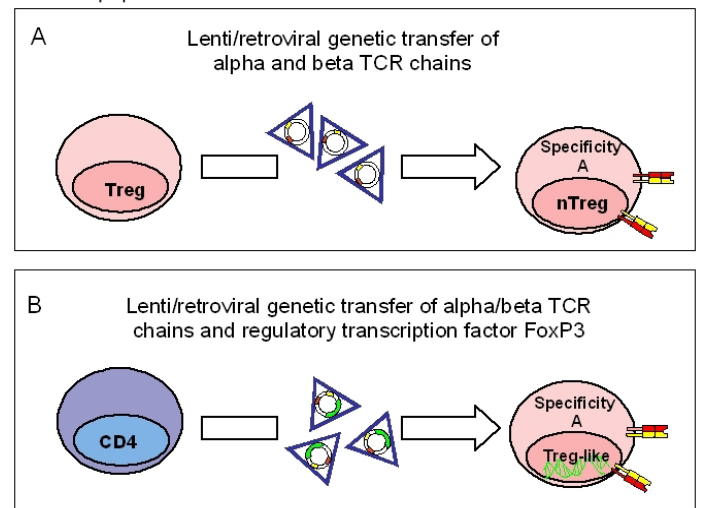 A
Lenti/retroviral genetic transfer of
alpha and beta TCR chains
Treg
Specificity
A
nTreg
B
Lenti/retroviral genetic transfer of alpha/beta TCR
chains and regulatory transcription factor FoxP3
CD4
Specificity
A
Treg-like